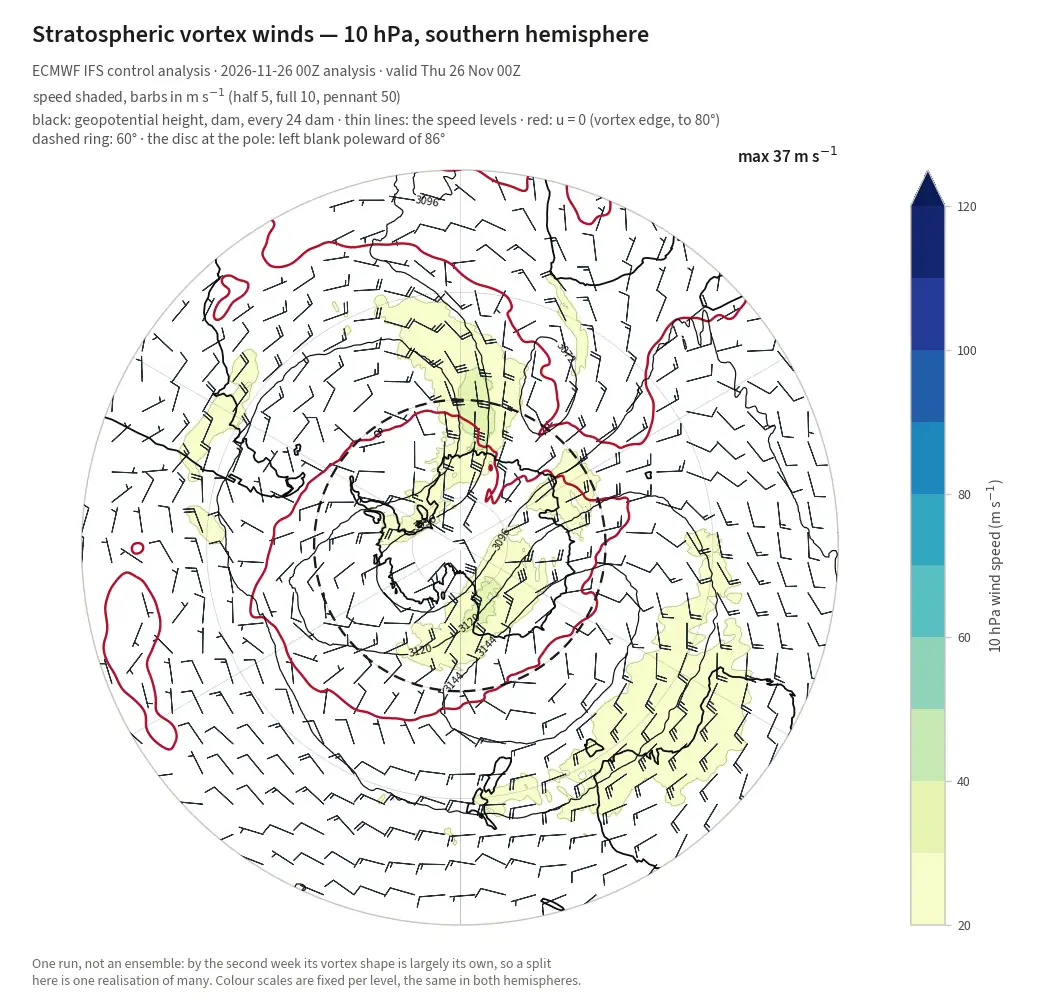 Stratospheric vortex winds — 10 hPa, southern hemisphere
ECMWF IFS control analysis · 2026-11-26 00Z analysis · valid Thu 26 Nov 00Z
speed shaded, barbs in m s⁻¹ (half 5, full 10, pennant 50)
black: geopotential height, dam, every 24 dam · thin lines: the speed levels · red: u = 0 (vortex edge, to 80°)
dashed ring: 60° · the disc at the pole: left blank poleward of 86°
max 37 m s⁻¹
120
100
80
60
40
20
10 hPa wind speed (m s⁻¹)
3096
3096
3120
3120
3144
3144
One run, not an ensemble: by the second week its vortex shape is largely its own, so a split
here is one realisation of many. Colour scales are fixed per level, the same in both hemispheres.